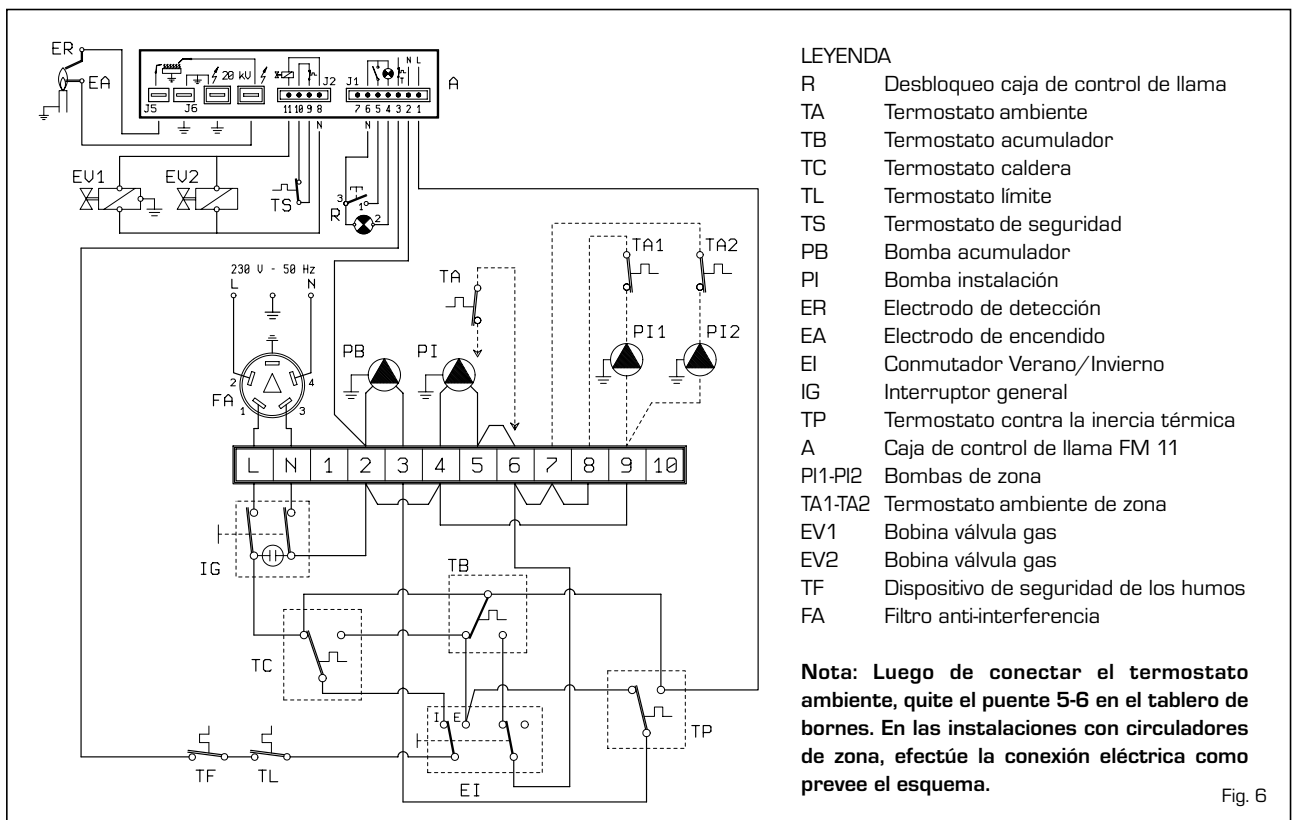 ER
EA
20 kV
J2
J1
N L
A
J5
J6
11 10 9 8
7 6 5 4 3 2 1
N
N
EV1
EV2
TS
R
3
1
2
230 V - 50 Hz
L
N
2
4
FA
1
3
TA
TA1
TA2
PB
PI
PI1
PI2
L N 1 2 3 4 5 6 7 8 9 10
IG
TB
TC
I
E
TP
TF
TL
EI
LEYENDA
R Desbloqueo caja de control de llama
TA Termostato ambiente
TB Termostato acumulador
TC Termostato caldera
TL Termostato límite
TS Termostato de seguridad
PB Bomba acumulador
PI Bomba instalación
ER Electrodo de detección
EA Electrodo de encendido
EI Conmutador Verano/Invierno
IG Interruptor general
TP Termostato contra la inercia térmica
A Caja de control de llama FM 11
PI1-PI2 Bombas de zona
TA1-TA2 Termostato ambiente de zona
EV1 Bobina válvula gas
EV2 Bobina válvula gas
TF Dispositivo de seguridad de los humos
FA Filtro anti-interferencia
Nota: Luego de conectar el termostato
ambiente, quite el puente 5-6 en el tablero de
bornes. En las instalaciones con circuladores
de zona, efectúe la conexión eléctrica como
prevee el esquema.
Fig. 6